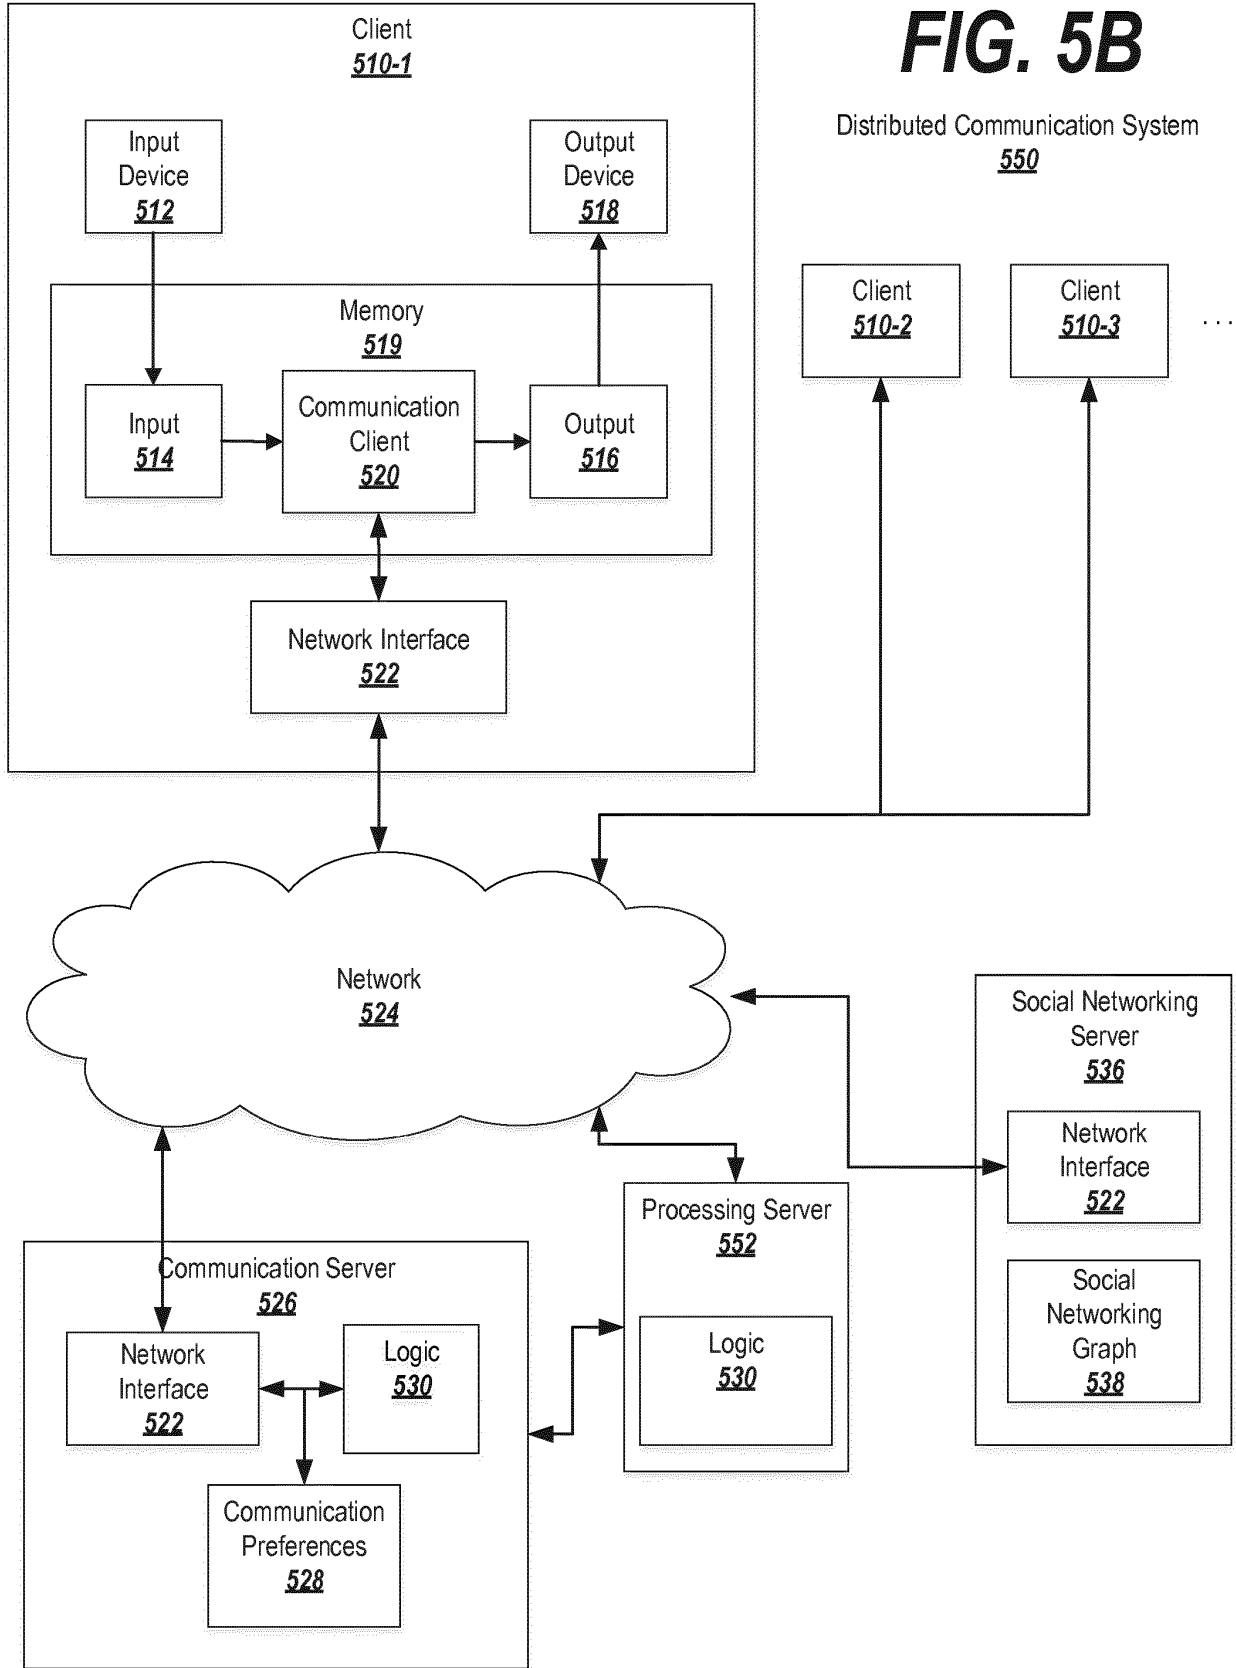 FIG. 5B
Distributed Communication System
550
Client
510-1
Input
Device
512
Output
Device
518
Memory
519
Input
514
Communication
Client
520
Output
516
Network Interface
522
Client
510-2
Client
510-3
...
Network
524
Social Networking
Server
536
Network
Interface
522
Social
Networking
Graph
538
Processing Server
552
Logic
530
Communication Server
526
Network
Interface
522
Logic
530
Communication
Preferences
528